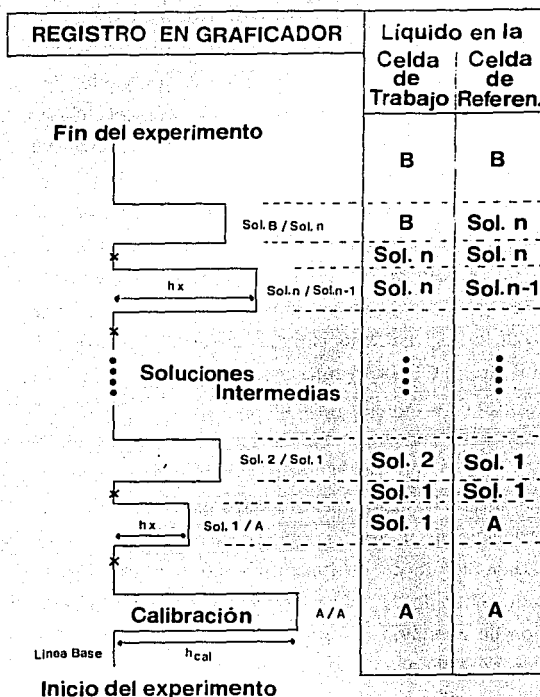 REGISTRO EN GRAFICADOR
Líquido en la
Celda de Trabajo
Celda de Referen.
Fin del experimento
B B
Sol. B / Sol. n
B Sol. n
Sol. n Sol. n
hx
Sol. n / Sol.n-1
Sol. n Sol.n-1
Soluciones
Intermedias
Sol. 2 / Sol. 1
Sol. 2 Sol. 1
Sol. 1 Sol. 1
hx
Sol. 1 / A
Sol. 1 A
Calibración
A / A
A A
Linea Base
hcal
Inicio del experimento